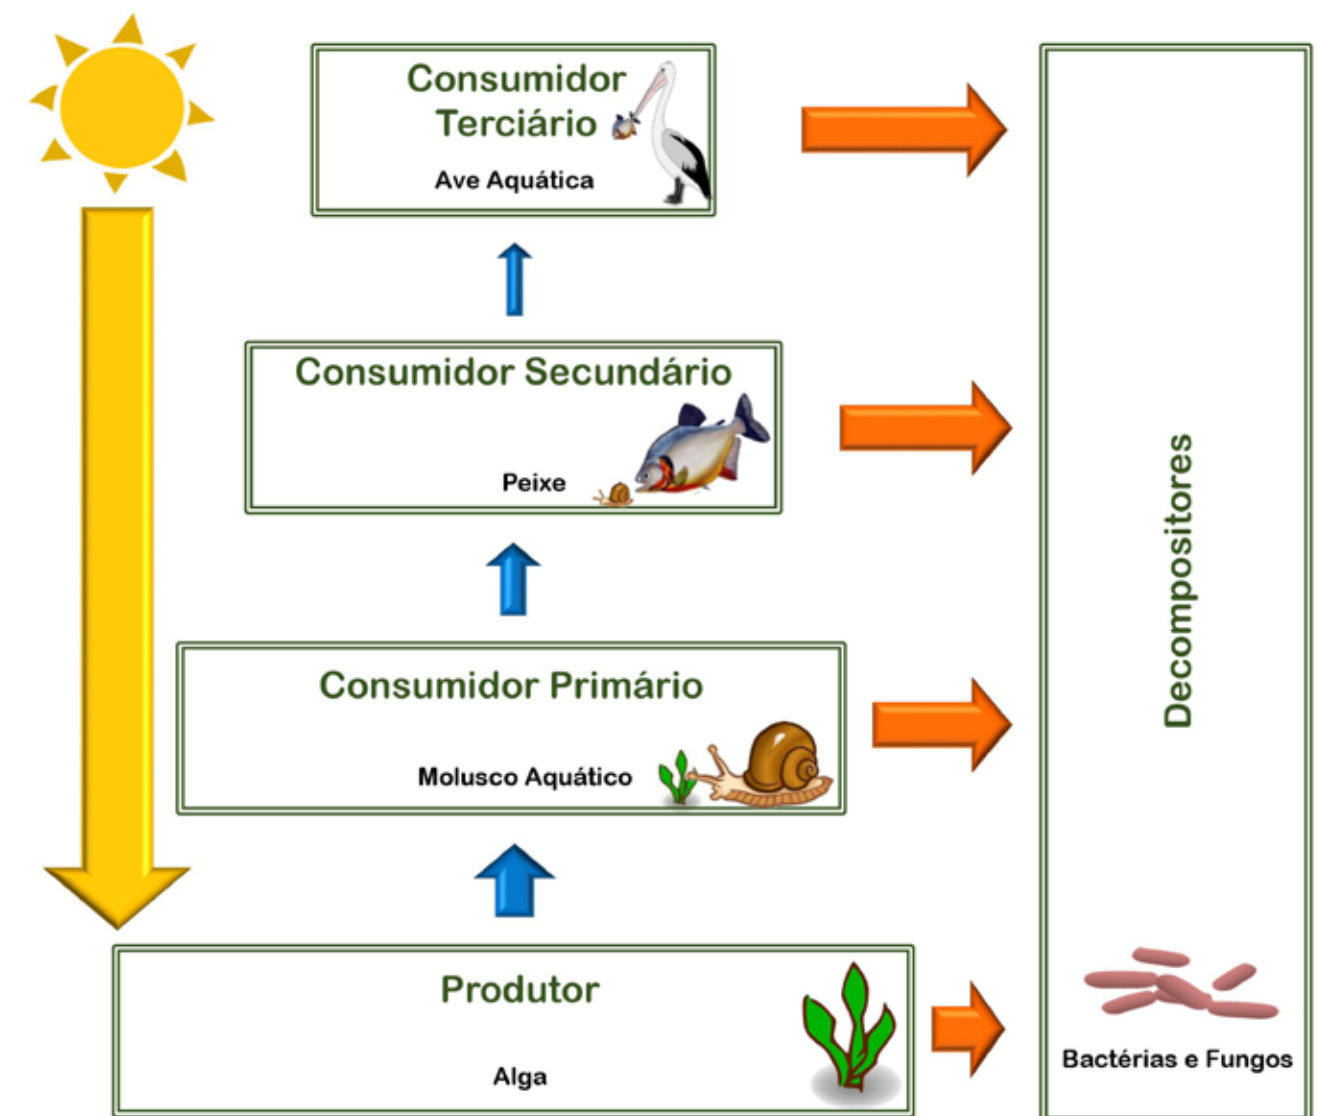 Consumidor
Terciário
Ave Aquática
Consumidor Secundário
Peixe
Consumidor Primário
Molusco Aquático
Produtor
Alga
Decompositores
Bactérias e Fungos